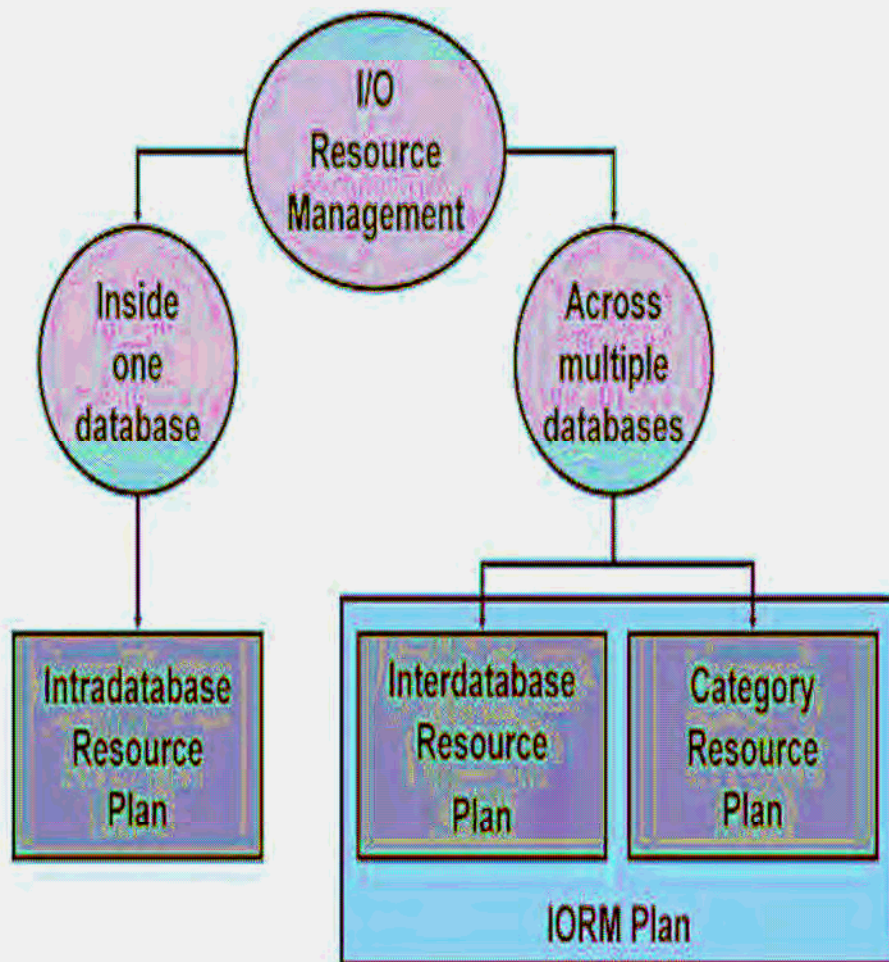 I/O
Resource
Management
Inside
one
database
Across
multiple
databases
Intradatabase
Resource
Plan
Interdatabase
Resource
Plan
Category
Resource
Plan
IORM Plan